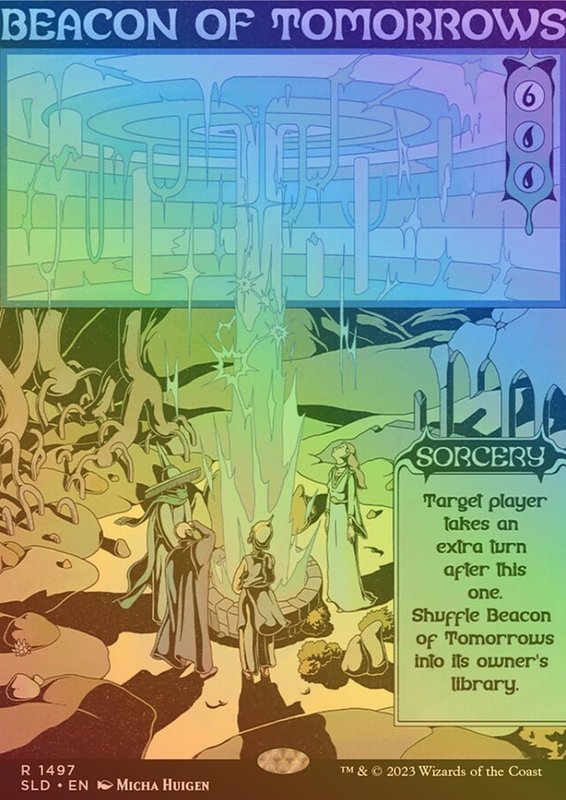 BEACON OF TOMORROWS
6
SORCERY
Target player
takes an
extra turn
after this
one.
Shuffle Beacon
of Tomorrows
into its owner's
library.
R 1497
SLD • EN MICHA HUIGEN
™ & © 2023 Wizards of the Coast